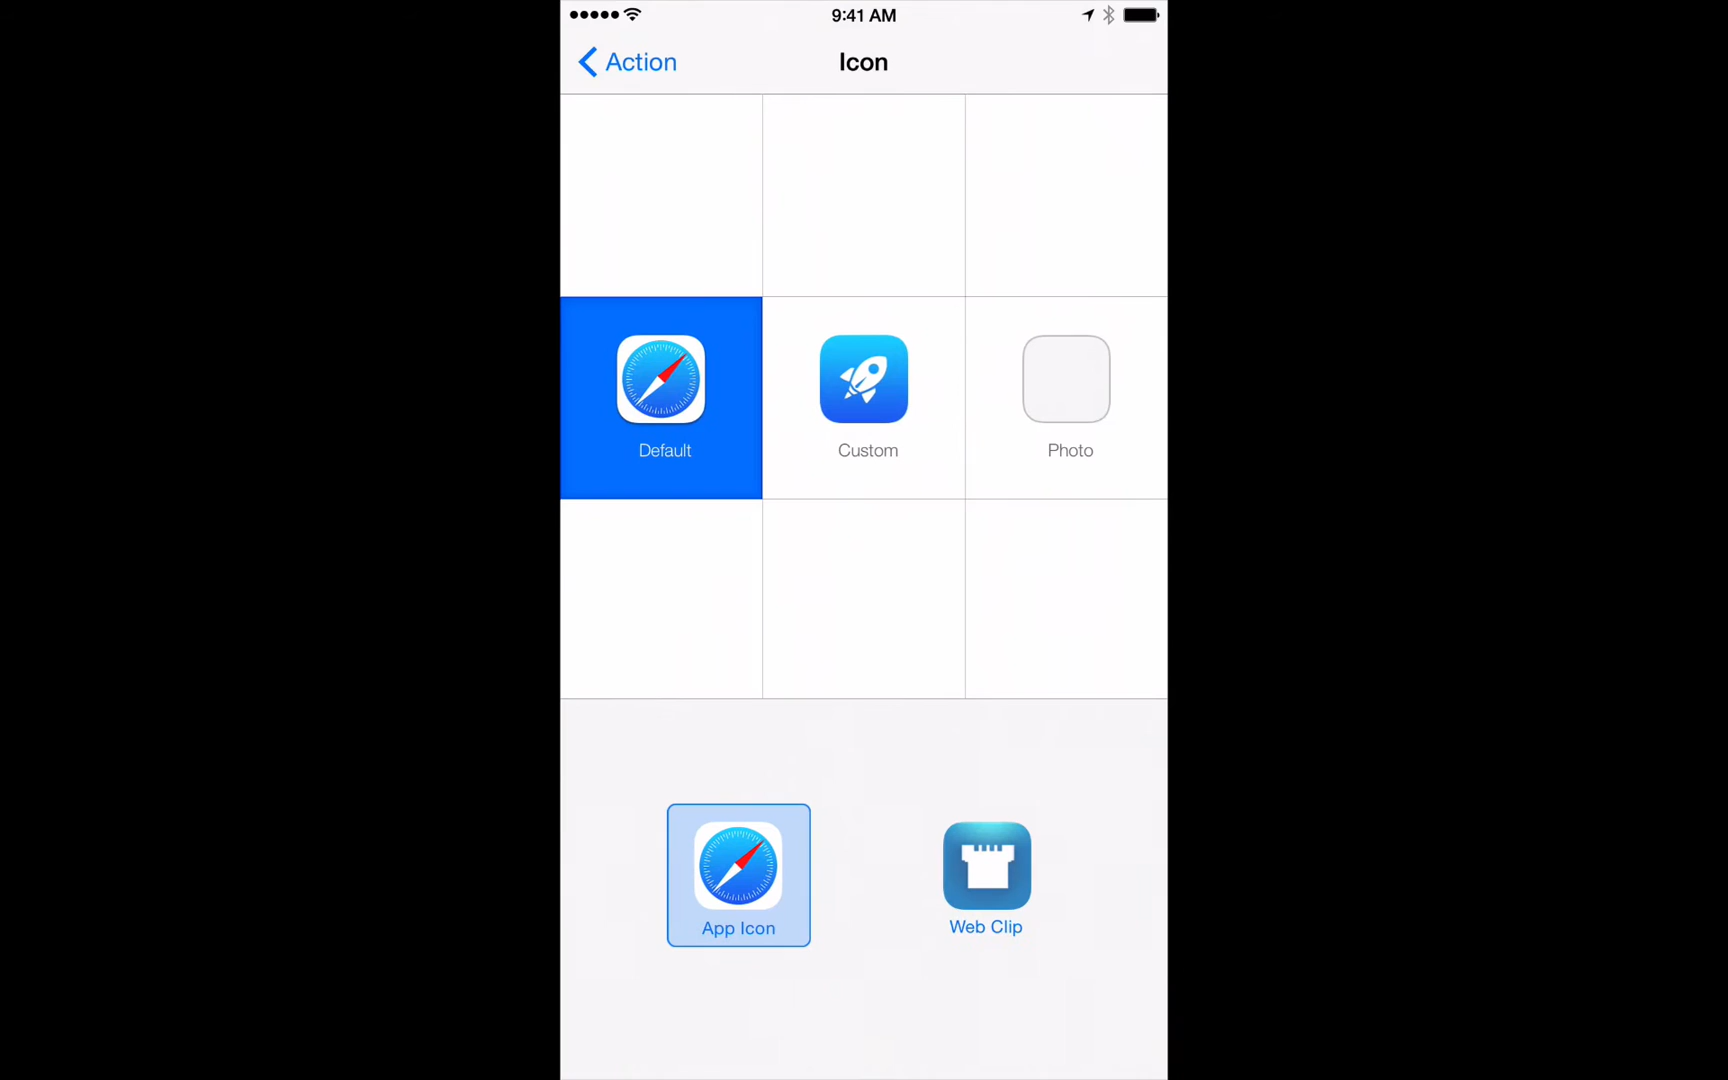 9:41 AM
Action
Icon
Default
Custom
Photo
App Icon
Web Clip